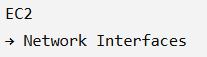 EC2
→ Network Interfaces